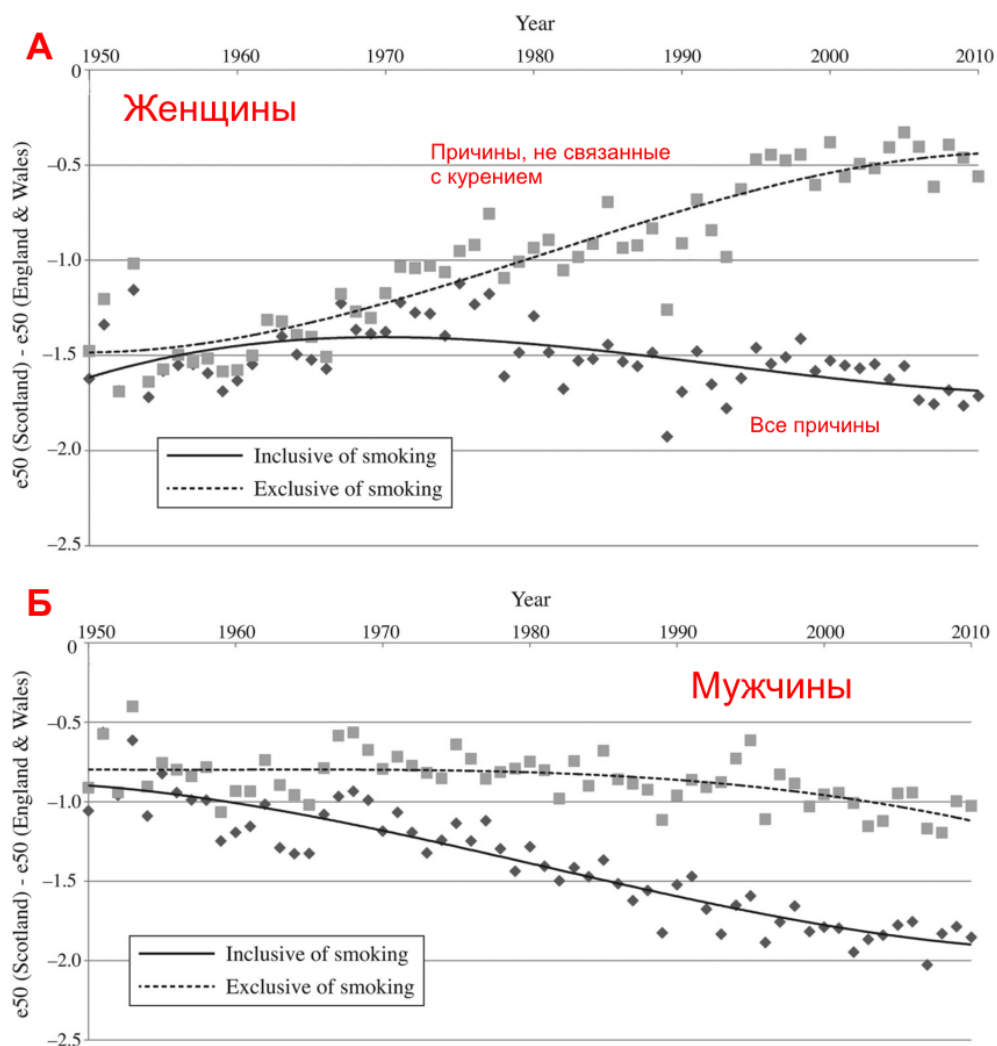 А
Year
1950 1960 1970 1980 1990 2000 2010
0
Женщины
Причины, не связанные
с курением
–0.5
–1.0
–1.5
Все причины
–2.0
–2.5
e50 (Scotland) - e50 (England & Wales)
Inclusive of smoking
Exclusive of smoking
Б
Year
1950 1960 1970 1980 1990 2000 2010
0
Мужчины
–0.5
–1.0
–1.5
–2.0
–2.5
e50 (Scotland) - e50 (England & Wales)
Inclusive of smoking
Exclusive of smoking